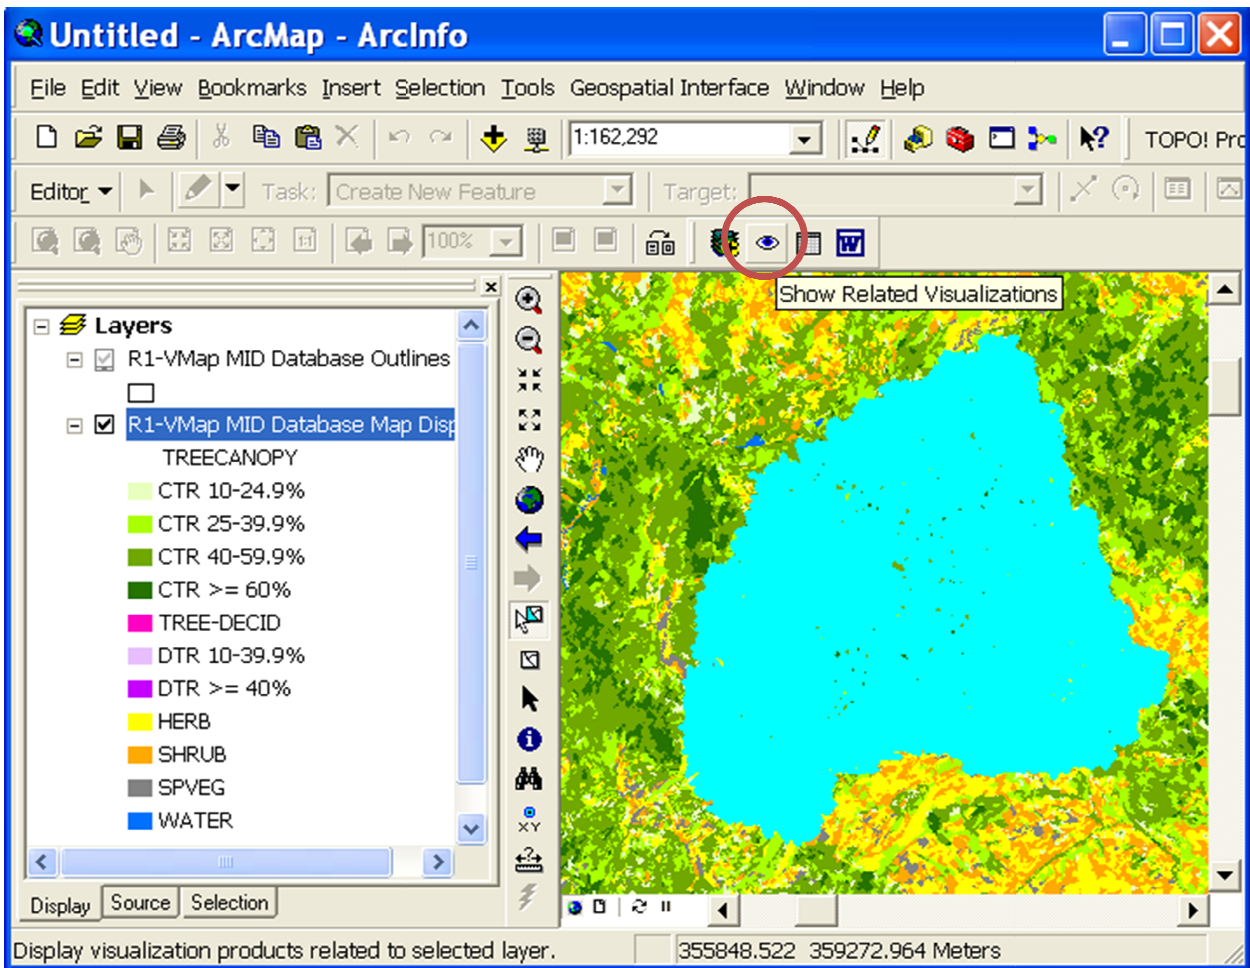 Untitled - ArcMap - ArcInfo
File Edit View Bookmarks Insert Selection Tools Geospatial Interface Window Help
1:162,292 TOPO! Pro
Editor Task: Create New Feature Target:
1:1 100% W
Show Related Visualizations
Layers
R1-VMap MID Database Outlines
R1-VMap MID Database Map Disp
TREECANOPY
CTR 10-24.9%
CTR 25-39.9%
CTR 40-59.9%
CTR >= 60%
TREE-DECID
DTR 10-39.9%
DTR >= 40%
HERB
SHRUB
SPVEG
WATER
XY
Display Source Selection
Display visualization products related to selected layer. 355848.522 359272.964 Meters